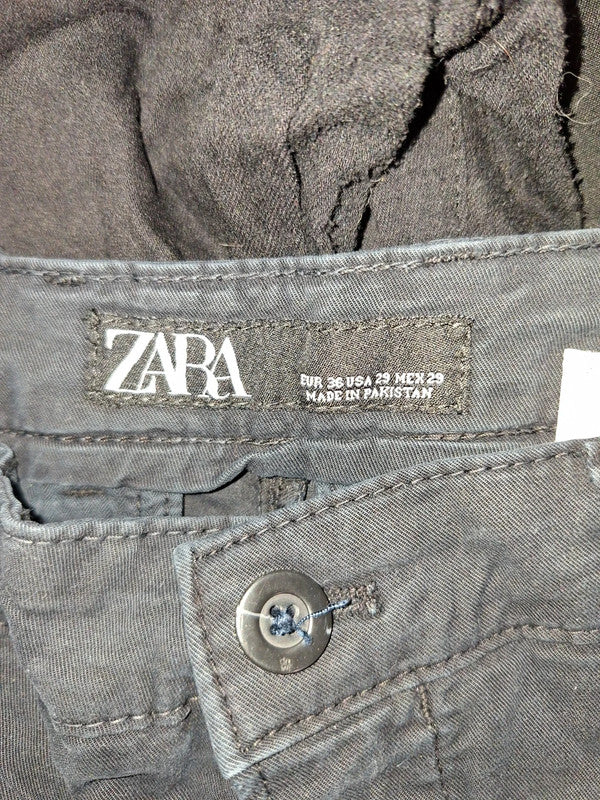 ZARA
EUR 36 USA 29 MEX 29
MADE IN PAKISTAN